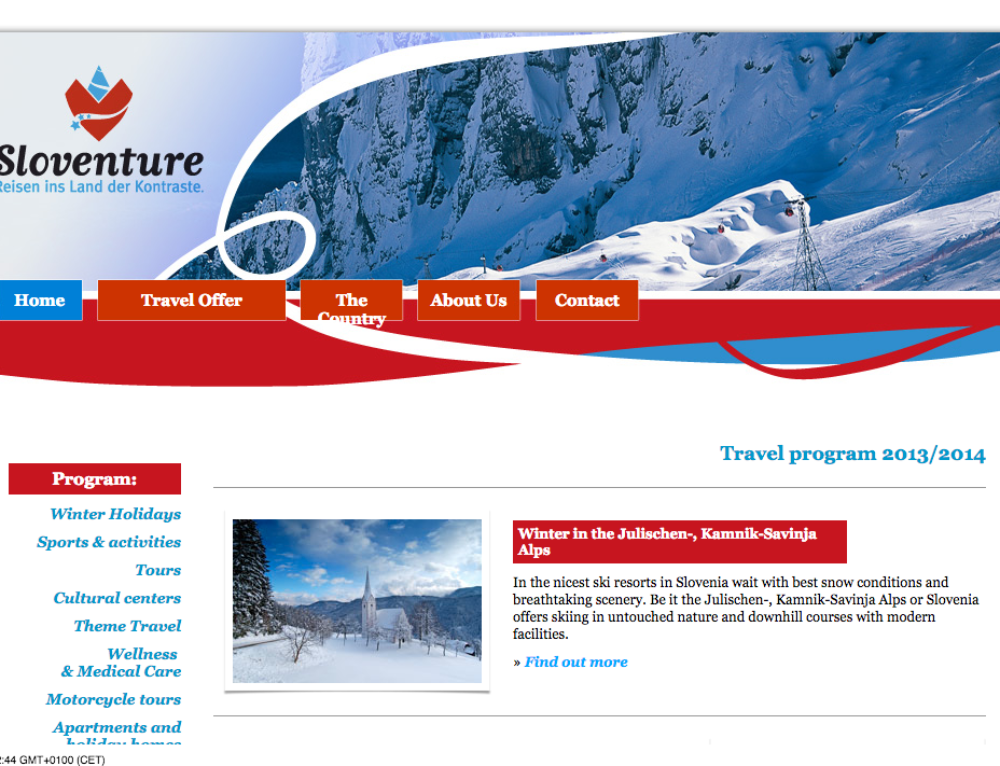 Sloventure
Reisen ins Land der Kontraste.
Home
Travel Offer
The
Country
About Us
Contact
Travel program 2013/2014
Program:
Winter Holidays
Sports & activities
Tours
Cultural centers
Theme Travel
Wellness
& Medical Care
Motorcycle tours
Apartments and
holiday homes
Winter in the Julischen-, Kamnik-Savinja
Alps
In the nicest ski resorts in Slovenia wait with best snow conditions and
breathtaking scenery. Be it the Julischen-, Kamnik-Savinja Alps or Slovenia
offers skiing in untouched nature and downhill courses with modern
facilities.
» Find out more
2:44 GMT+0100 (CET)